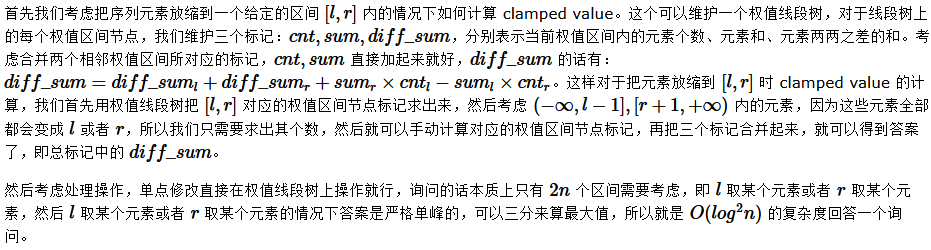 首先我们考虑把序列元素放缩到一个给定的区间 [l, r] 内的情况下如何计算 clamped value。这个可以维护一个权值线段树，对于线段树上
的每个权值区间节点，我们维护三个标记：cnt, sum, diff_sum，分别表示当前权值区间内的元素个数、元素和、元素两两之差的和。考
虑合并两个相邻权值区间所对应的标记，cnt, sum 直接加起来就好，diff_sum 的话有：
diff_sum = diff_sum_l + diff_sum_r + sum_r × cnt_l − sum_l × cnt_r。这样对于把元素放缩到 [l, r] 时 clamped value 的计
算，我们首先用权值线段树把 [l, r] 对应的权值区间节点标记求出来，然后考虑 (−∞, l − 1], [r + 1, +∞) 内的元素，因为这些元素全部
都会变成 l 或者 r，所以我们只需要求出其个数，然后就可以手动计算对应的权值区间节点标记，再把三个标记合并起来，就可以得到答案
了，即总标记中的 diff_sum。
然后考虑处理操作，单点修改直接在权值线段树上操作就行，询问的话本质上只有 2n 个区间需要考虑，即 l 取某个元素或者 r 取某个元
素，然后 l 取某个元素或者 r 取某个元素的情况下答案是严格单峰的，可以三分来算最大值，所以就是 O(log²n) 的复杂度回答一个询
问。